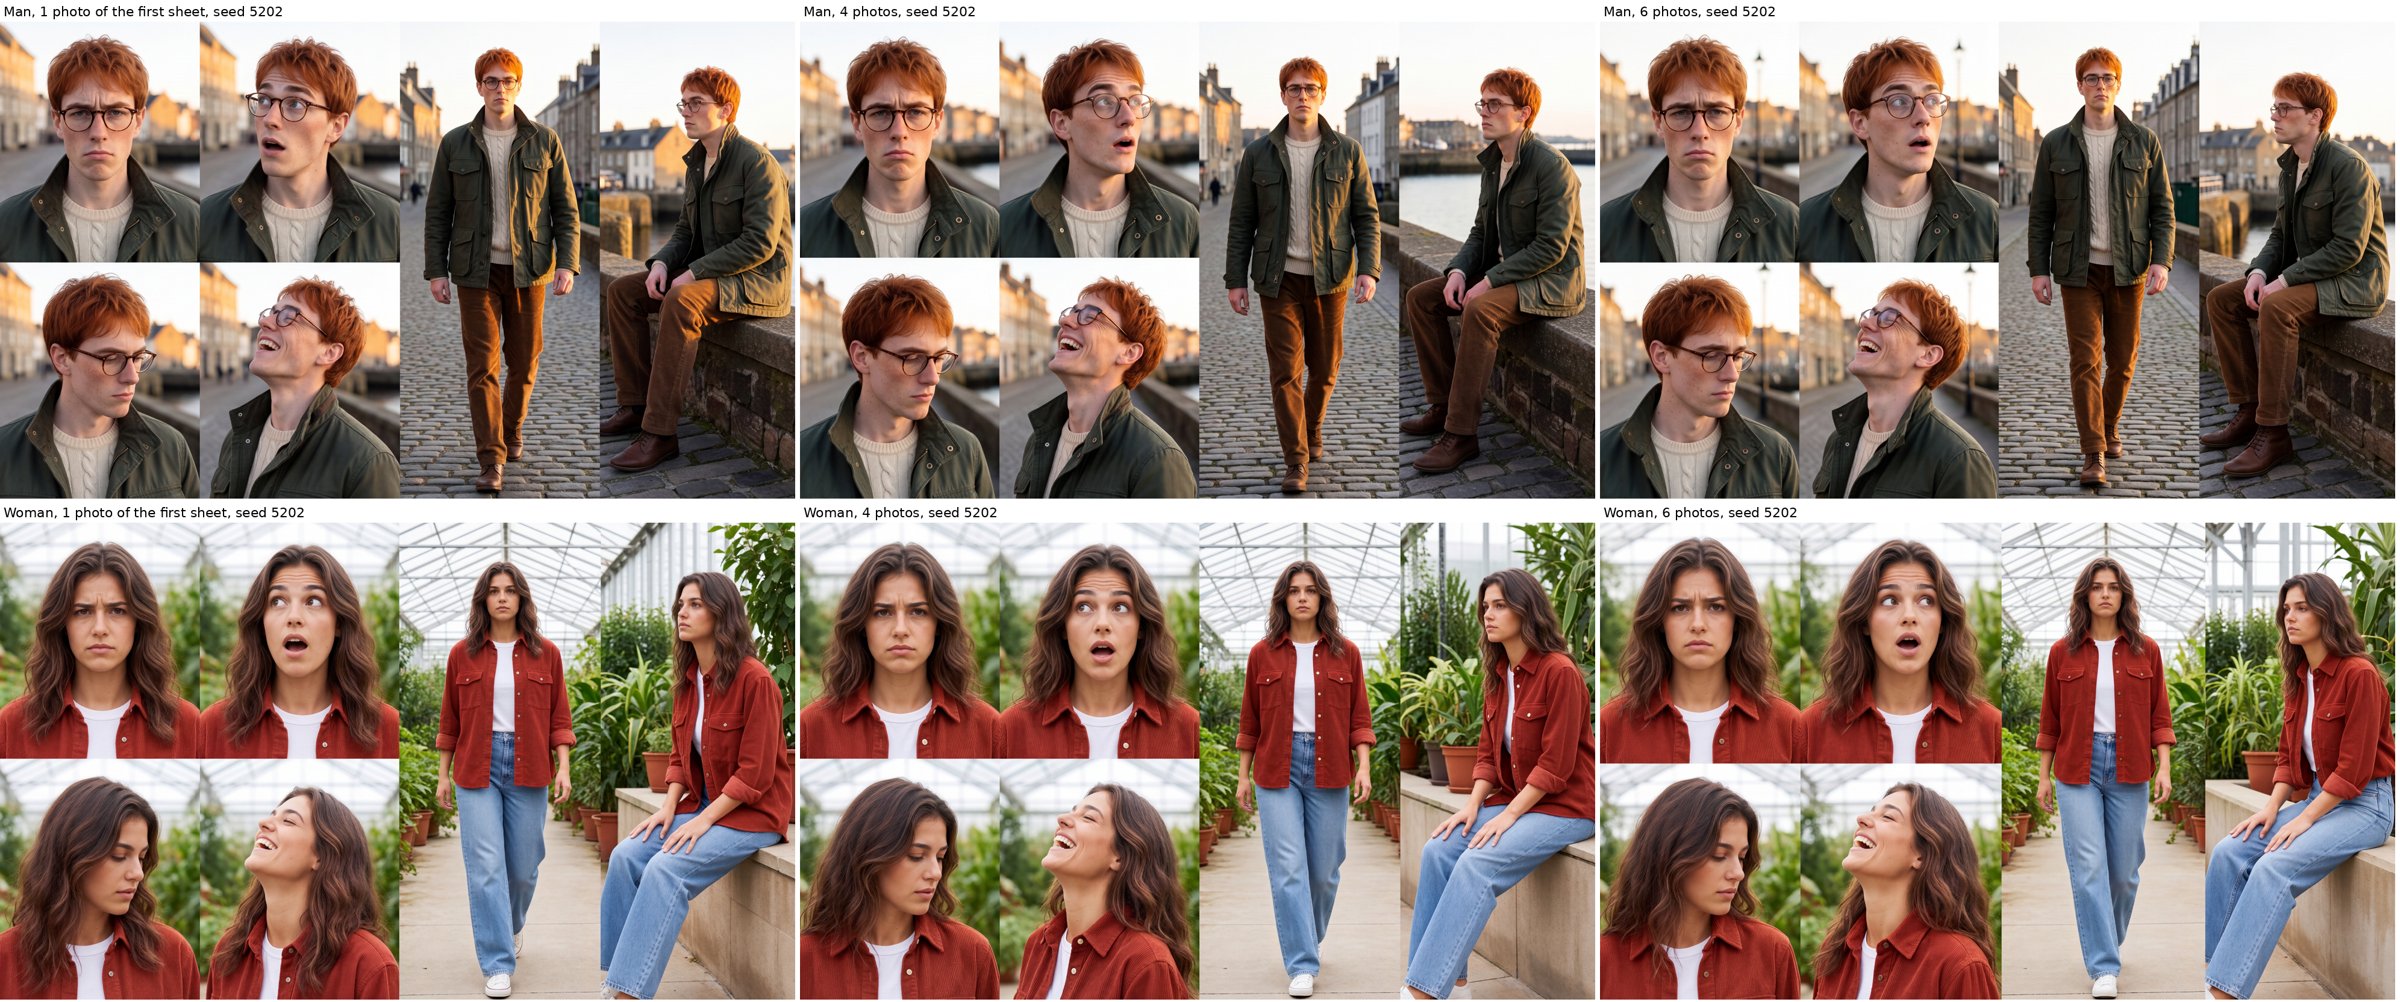 Man, 1 photo of the first sheet, seed 5202
Man, 4 photos, seed 5202
Man, 6 photos, seed 5202
Woman, 1 photo of the first sheet, seed 5202
Woman, 4 photos, seed 5202
Woman, 6 photos, seed 5202